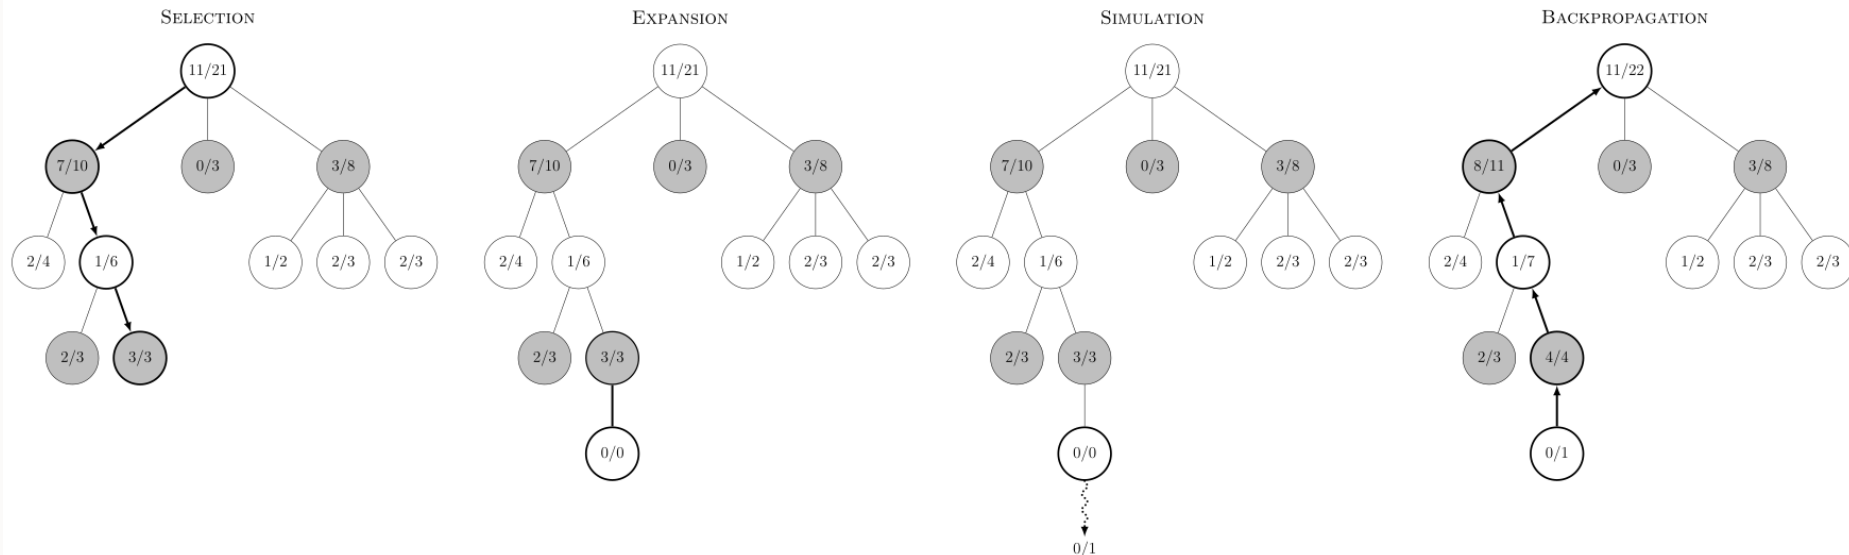 SELECTION EXPANSION SIMULATION BACKPROPAGATION
11/21 11/21 11/21 11/22
7/10 0/3 3/8 7/10 0/3 3/8 7/10 0/3 3/8 8/11 0/3 3/8
2/4 1/6 1/2 2/3 2/3 2/4 1/6 1/2 2/3 2/3 2/4 1/6 1/2 2/3 2/3 2/4 1/7 1/2 2/3 2/3
2/3 3/3 2/3 3/3 2/3 3/3 2/3 4/4
0/0 0/0 0/1
0/1